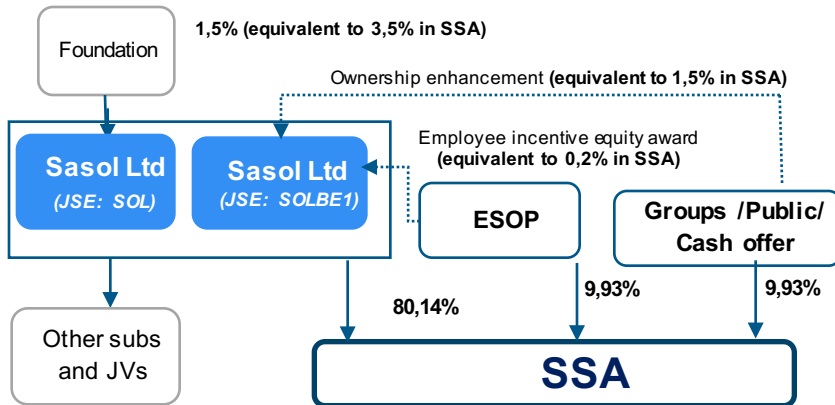 1,5% (equivalent to 3,5% in SSA)
Foundation
Ownership enhancement (equivalent to 1,5% in SSA)
Sasol Ltd
(JSE: SOL)
Sasol Ltd
(JSE: SOLBE1)
Employee incentive equity award
(equivalent to 0,2% in SSA)
ESOP
Groups /Public/
Cash offer
80,14%
9,93%
9,93%
Other subs
and JVs
SSA